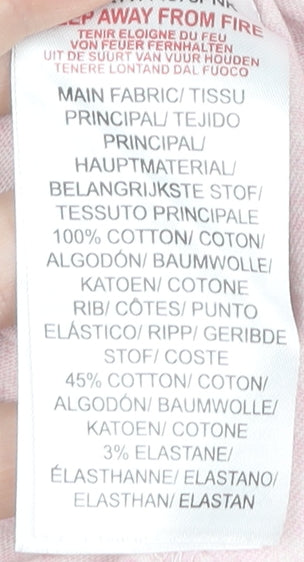 KEEP AWAY FROM FIRE
TENIR ELOIGNE DU FEU
VON FEUER FERNHALTEN
UIT DE SUURT VAN VUUR HOUDEN
TENERE LONTANO DAL FUOCO
MAIN FABRIC/ TISSU
PRINCIPAL/ TEJIDO
PRINCIPAL/
HAUPTMATERIAL/
BELANGRIJKSTE STOF/
TESSUTO PRINCIPALE
100% COTTON/ COTON/
ALGODÓN/ BAUMWOLLE/
KATOEN/ COTONE
RIB/ CÔTES/ PUNTO
ELÁSTICO/ RIPP/ GERIBDE
STOF/ COSTE
45% COTTON/ COTON/
ALGODÓN/ BAUMWOLLE/
KATOEN/ COTONE
3% ELASTANE/
ÉLASTHANNE/ ELASTANO/
ELASTHAN/ ELASTAN